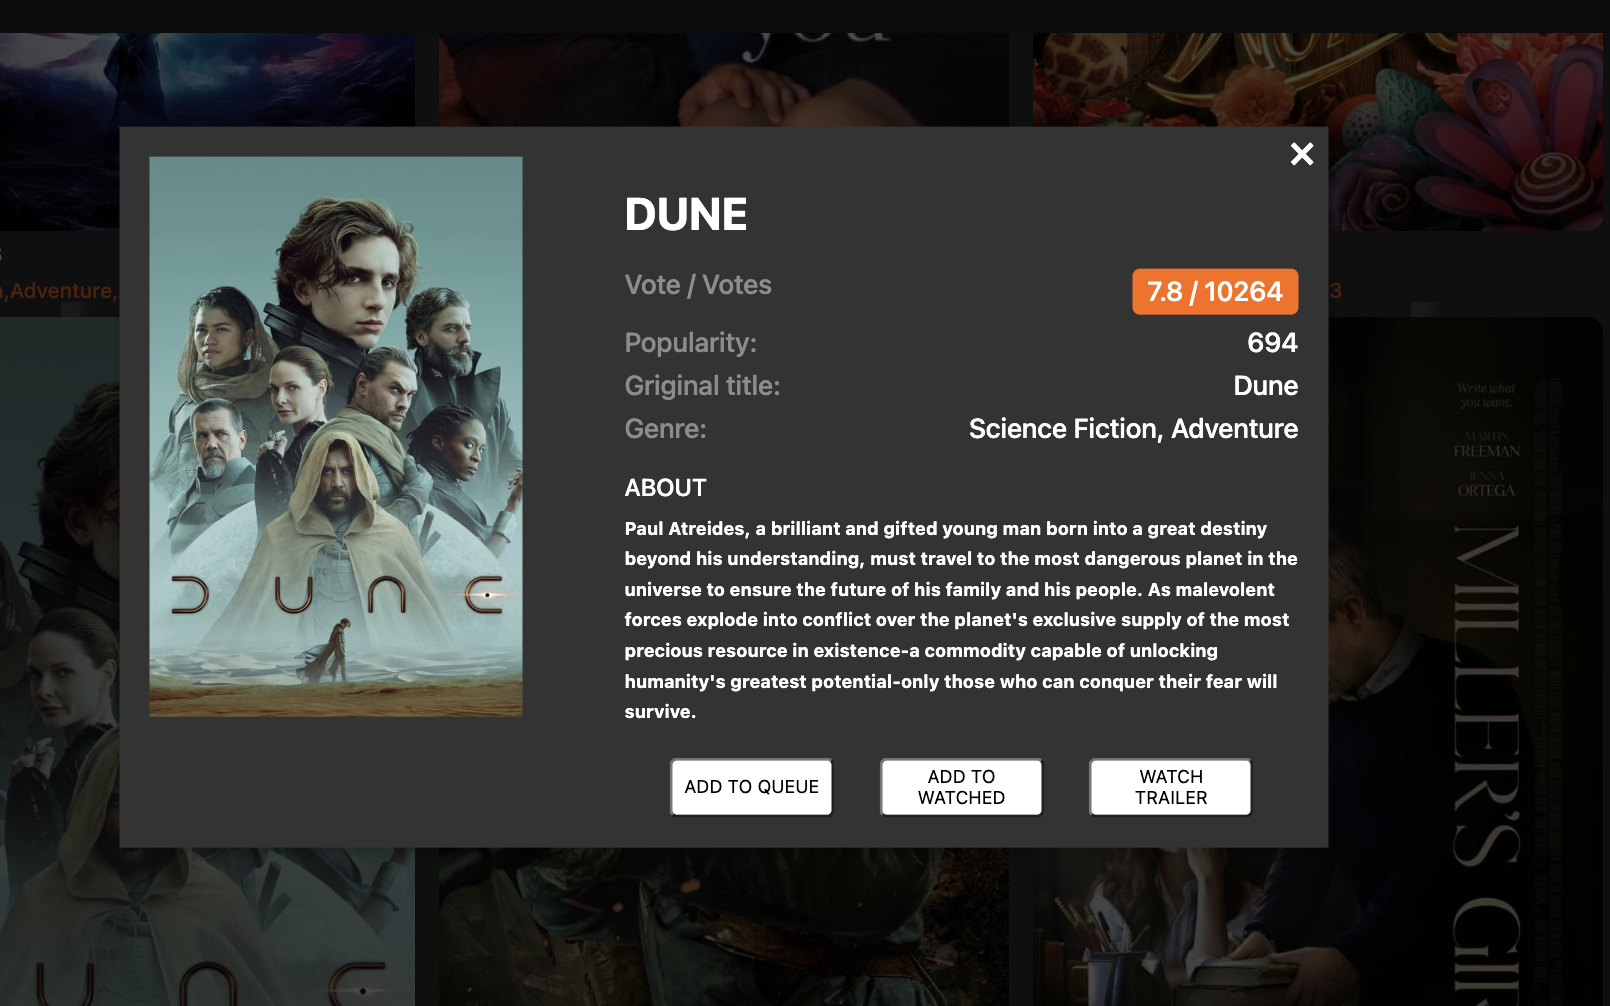 you
,Adventure,
3
×
DUNE
Vote / Votes
7.8 / 10264
Popularity:
694
Griginal title:
Dune
Genre:
Science Fiction, Adventure
ABOUT
Paul Atreides, a brilliant and gifted young man born into a great destiny
beyond his understanding, must travel to the most dangerous planet in the
universe to ensure the future of his family and his people. As malevolent
forces explode into conflict over the planet's exclusive supply of the most
precious resource in existence-a commodity capable of unlocking
humanity's greatest potential-only those who can conquer their fear will
survive.
ADD TO QUEUE
ADD TO
WATCHED
WATCH
TRAILER
DUNE
Write what
you want.
MARTIN
FREEMAN
JENNA
ORTEGA
MILLER'S GI